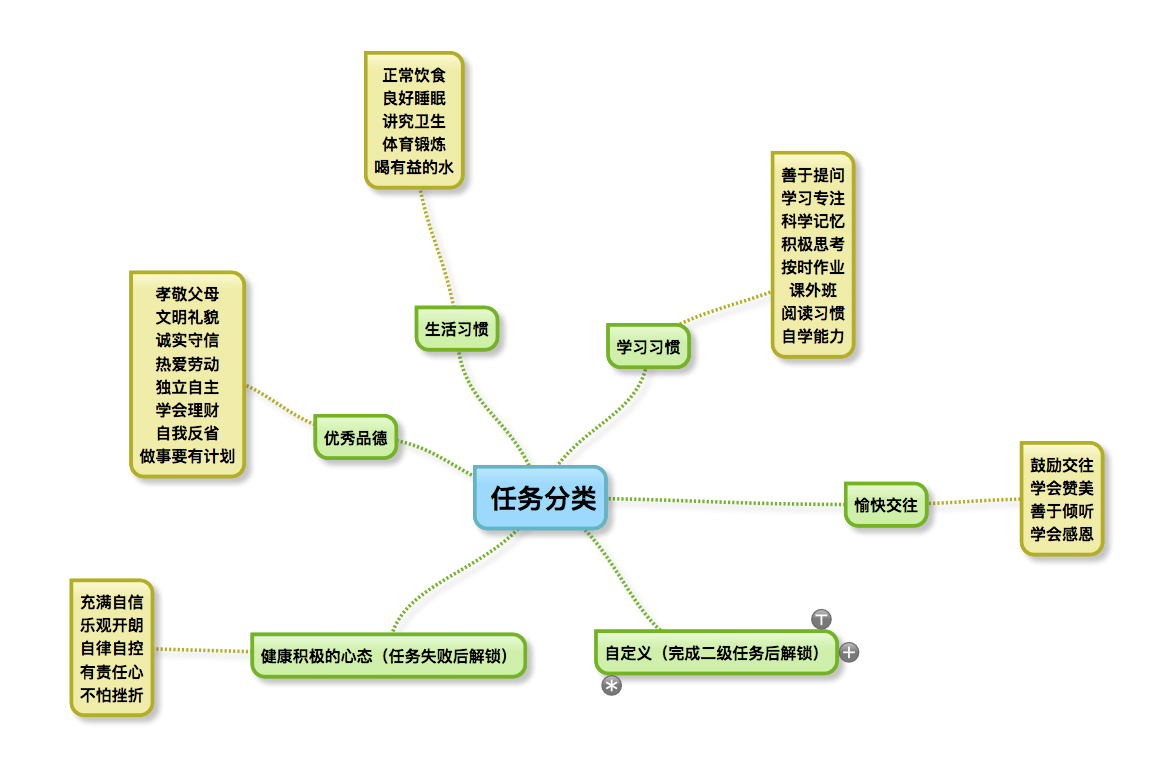 正常饮食
良好睡眠
讲究卫生
体育锻炼
喝有益的水
善于提问
学习专注
科学记忆
积极思考
按时作业
课外班
阅读习惯
自学能力
孝敬父母
文明礼貌
诚实守信
热爱劳动
独立自主
学会理财
自我反省
做事要有计划
生活习惯
学习习惯
优秀品德
任务分类
愉快交往
鼓励交往
学会赞美
善于倾听
学会感恩
充满自信
乐观开朗
自律自控
有责任心
不怕挫折
健康积极的心态（任务失败后解锁）
自定义（完成二级任务后解锁）